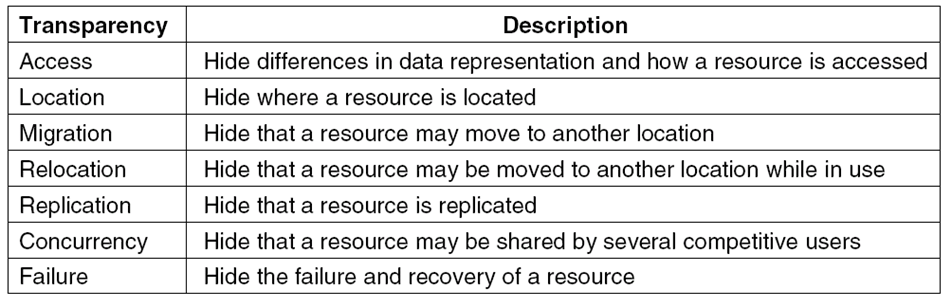 Transparency Description
Access Hide differences in data representation and how a resource is accessed
Location Hide where a resource is located
Migration Hide that a resource may move to another location
Relocation Hide that a resource may be moved to another location while in use
Replication Hide that a resource is replicated
Concurrency Hide that a resource may be shared by several competitive users
Failure Hide the failure and recovery of a resource